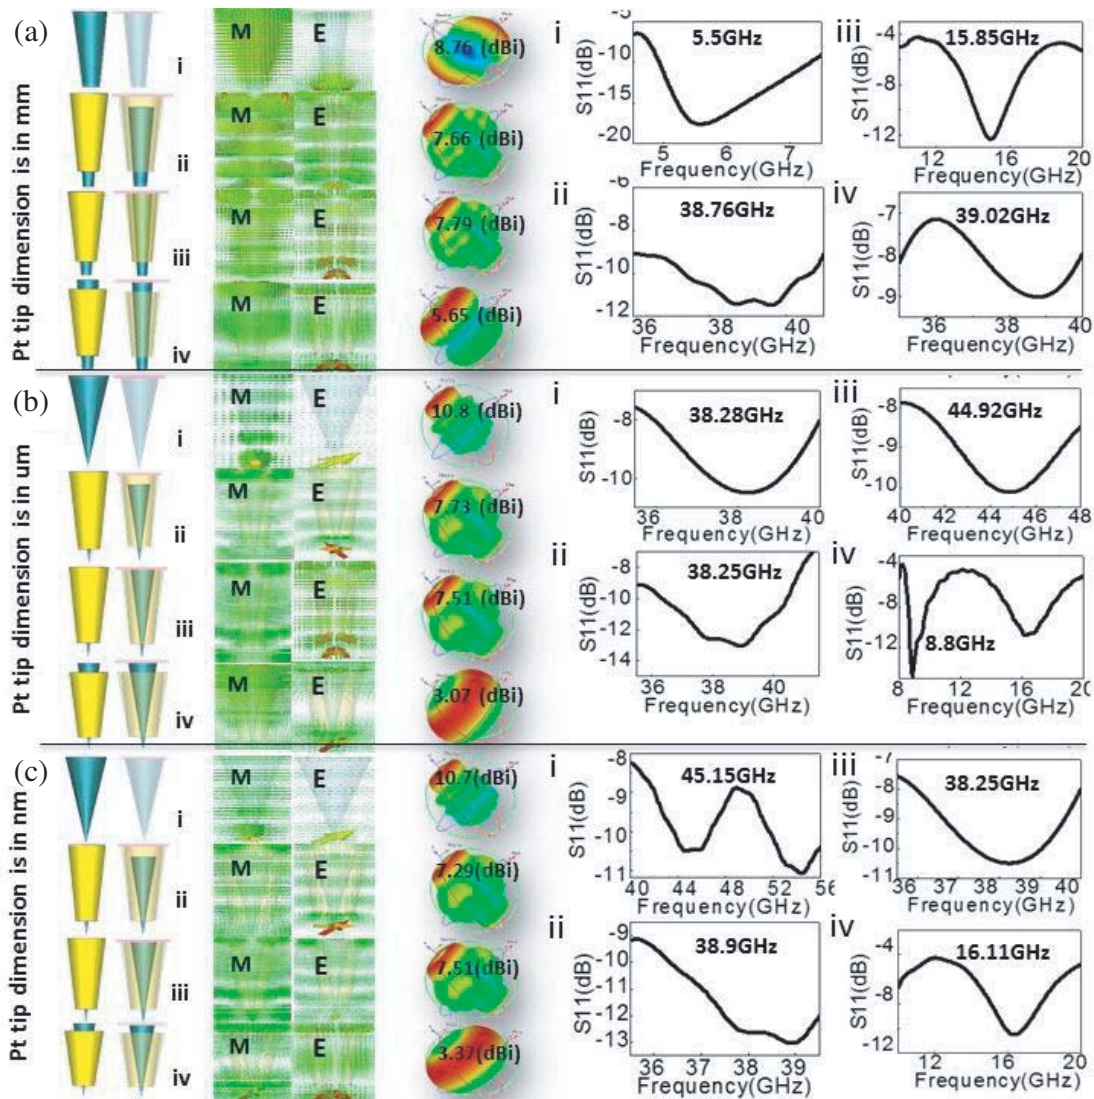 (a)
Pt tip dimension is in mm
i
ii
iii
iv
M
E
M
E
M
E
M
E
8.76 (dBi)
7.66 (dBi)
7.79 (dBi)
5.65 (dBi)
i
5.5GHz
S11(dB)
-5
-10
-15
-20
5
6
7
Frequency(GHz)
iii
15.85GHz
S11(dB)
-4
-8
-12
12
16
20
Frequency(GHz)
ii
38.76GHz
S11(dB)
-6
-8
-10
-12
36
38
40
Frequency(GHz)
iv
39.02GHz
S11(dB)
-7
-8
-9
36
38
40
Frequency(GHz)
(b)
Pt tip dimension is in um
i
ii
iii
iv
M
E
M
E
M
E
M
E
10.8 (dBi)
7.73 (dBi)
7.51 (dBi)
3.07 (dBi)
i
38.28GHz
S11(dB)
-8
-10
36
38
40
Frequency(GHz)
iii
44.92GHz
S11(dB)
-8
-9
-10
40
42
44
46
48
Frequency(GHz)
ii
38.25GHz
S11(dB)
-8
-10
-12
-14
36
38
40
Frequency(GHz)
iv
8.8GHz
S11(dB)
-4
-8
-12
8
12
16
20
Frequency(GHz)
(c)
Pt tip dimension is in nm
i
ii
iii
iv
M
E
M
E
M
E
M
E
10.7(dBi)
7.29(dBi)
7.51(dBi)
3.37(dBi)
i
45.15GHz
S11(dB)
-8
-9
-10
-11
40
44
48
52
56
Frequency(GHz)
iii
38.25GHz
S11(dB)
-7
-8
-9
-10
-11
36
37
38
39
40
Frequency(GHz)
ii
38.9GHz
S11(dB)
-9
-10
-11
-12
-13
36
37
38
39
Frequency(GHz)
iv
16.11GHz
S11(dB)
-4
-8
-12
12
16
20
Frequency(GHz)